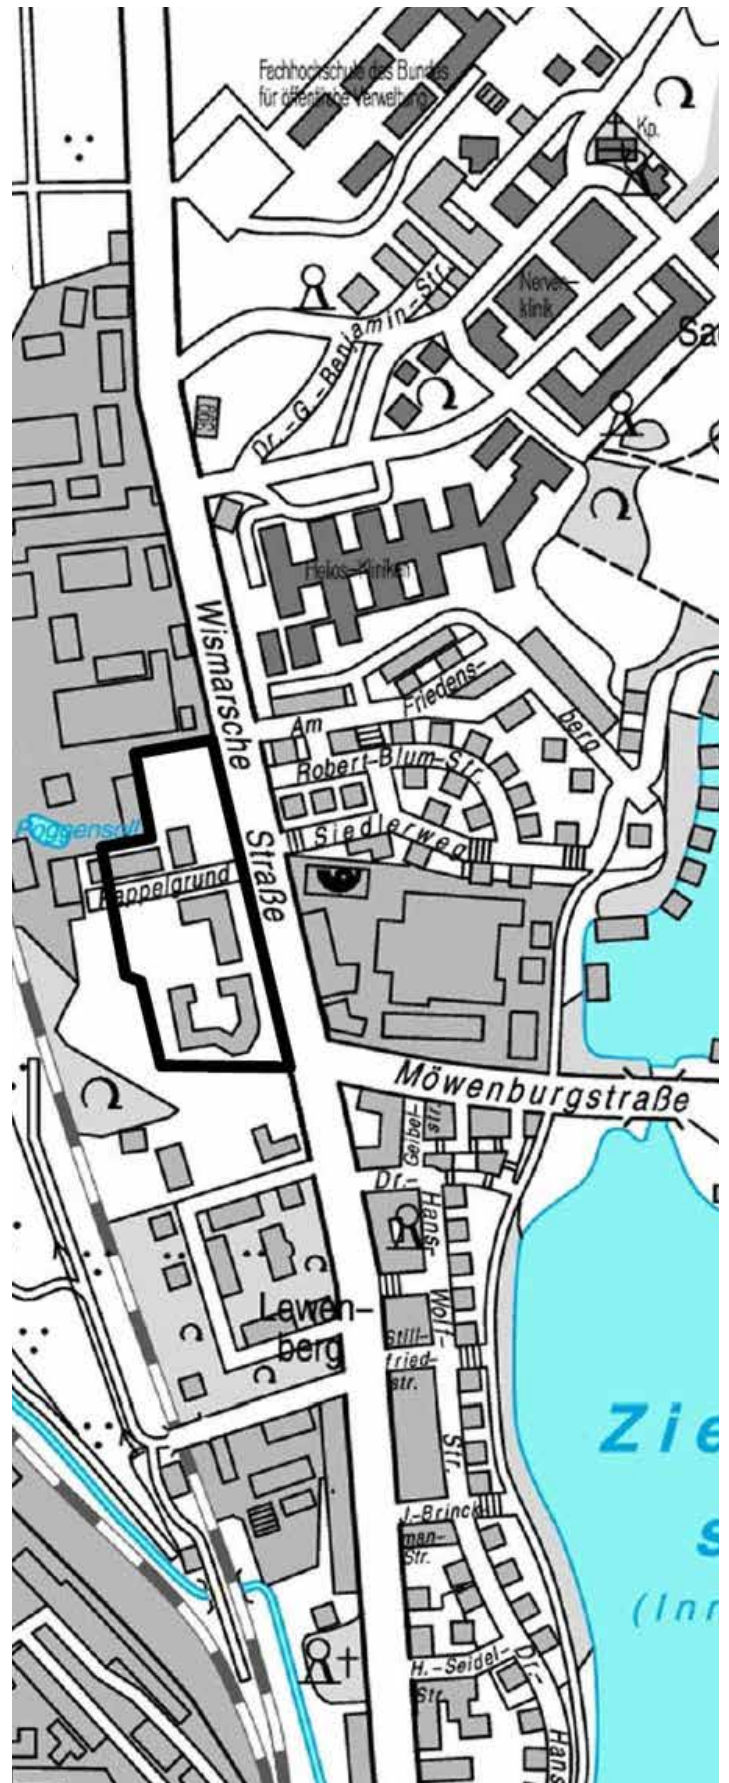 Fachhochschule des Bundes
für öffentliche Verwaltung
Kp.
Nerven-
klinik
Sa
Dr.-G.-Benjamin-Str.
Helios-Kliniken
Wismarsche
Straße
Am
Friedens-
berg
Robert-Blum-Str.
Siedlerweg
Poggensoll
Pappelgrund
Möwenburgstraße
Geibel-
str.
Dr.-
Hans-
Wolf-
Str.
Lewen-
berg
Still-
fried-
str.
Zie
s
(Inn
J.-Brinck-
man-
Str.
H.-Seidel-
Str.
Dr.-
Hans